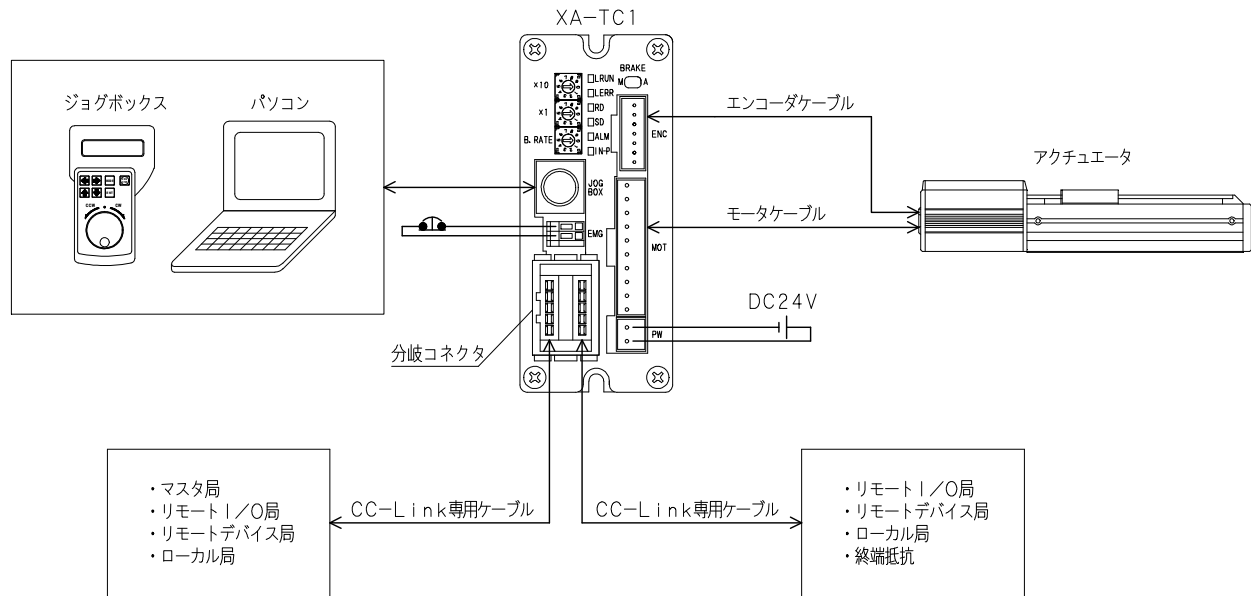 XA-TC1
ジョグボックス
パソコン
×10
×1
B.RATE
LRUN
LERR
RD
SD
ALM
IN-P
BRAKE
M A
ENC
JOG
BOX
EMG
MOT
PW
エンコーダケーブル
モータケーブル
アクチュエータ
DC24V
CCW
CW
分岐コネクタ
・マスタ局
・リモートI/O局
・リモートデバイス局
・ローカル局
CC-Link専用ケーブル
CC-Link専用ケーブル
・リモートI/O局
・リモートデバイス局
・ローカル局
・終端抵抗